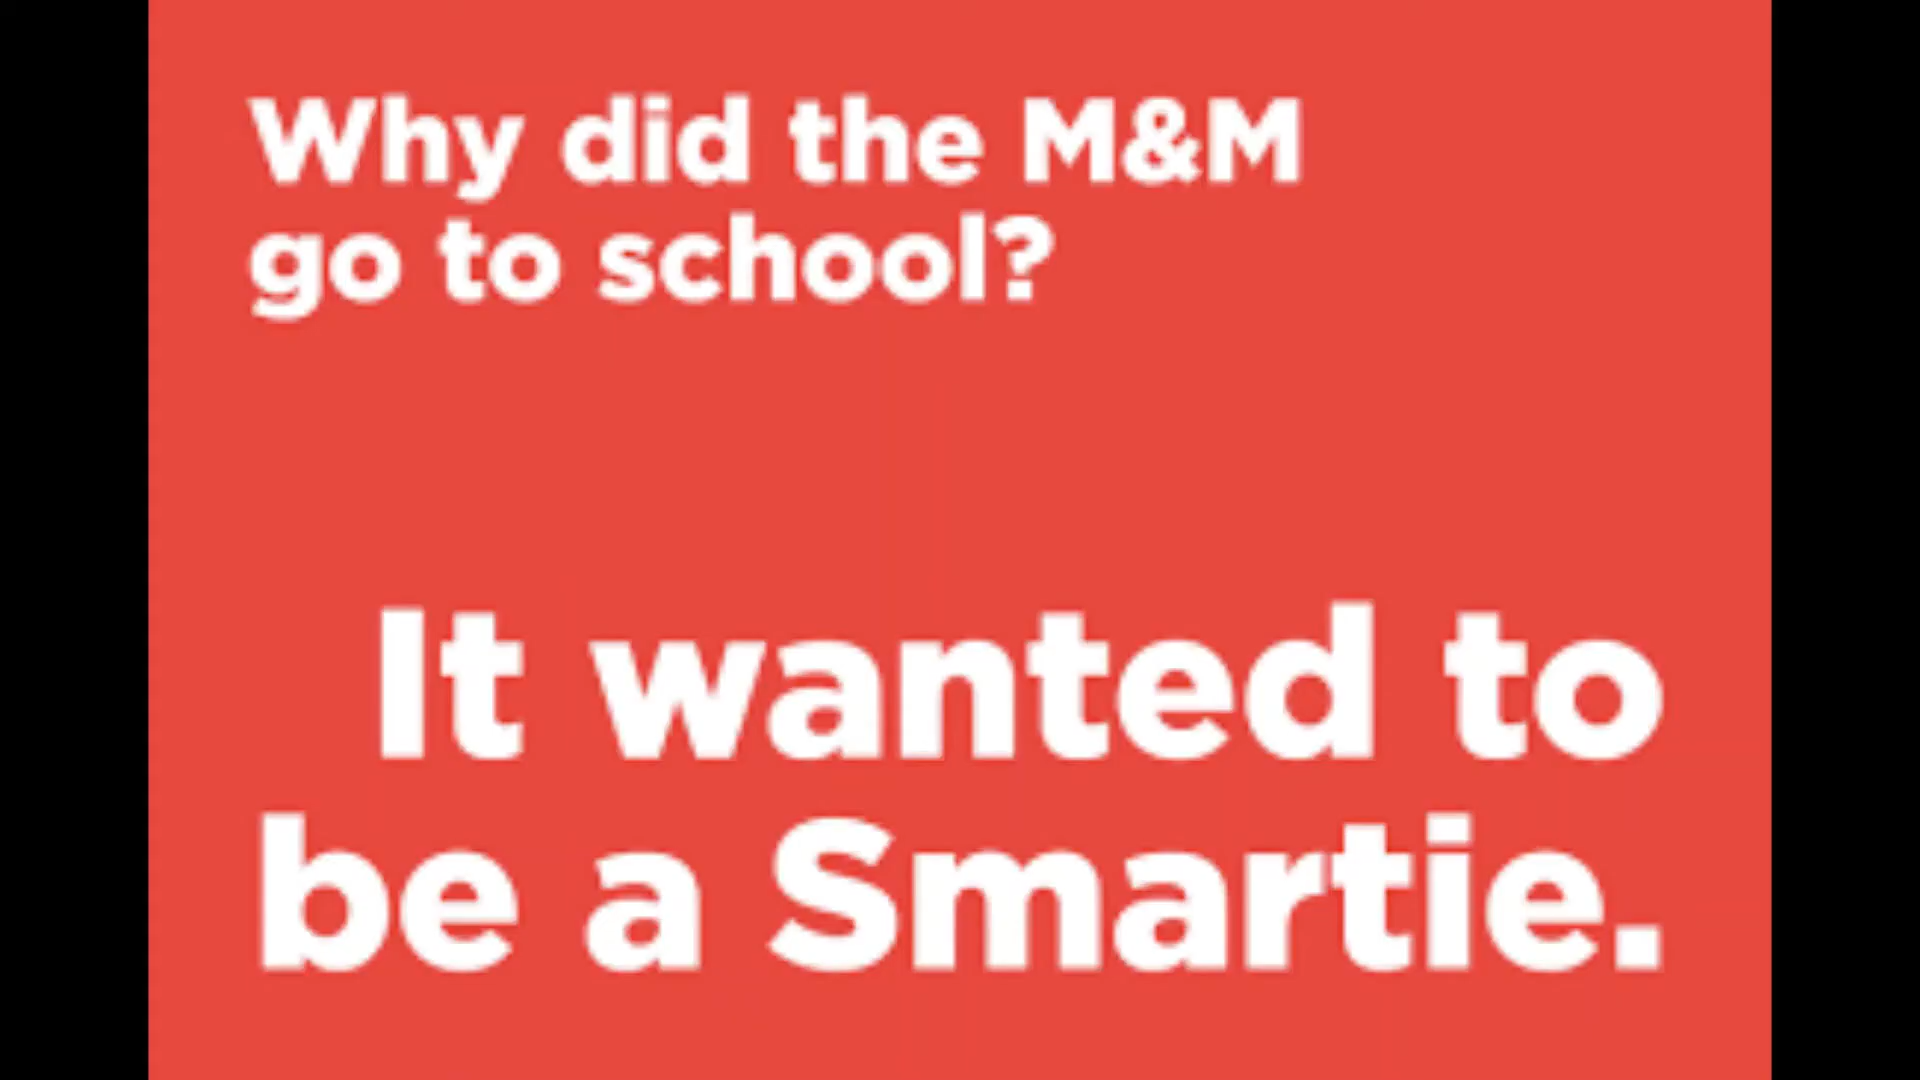 Why did the M&M
go to school?
It wanted to
be a Smartie.